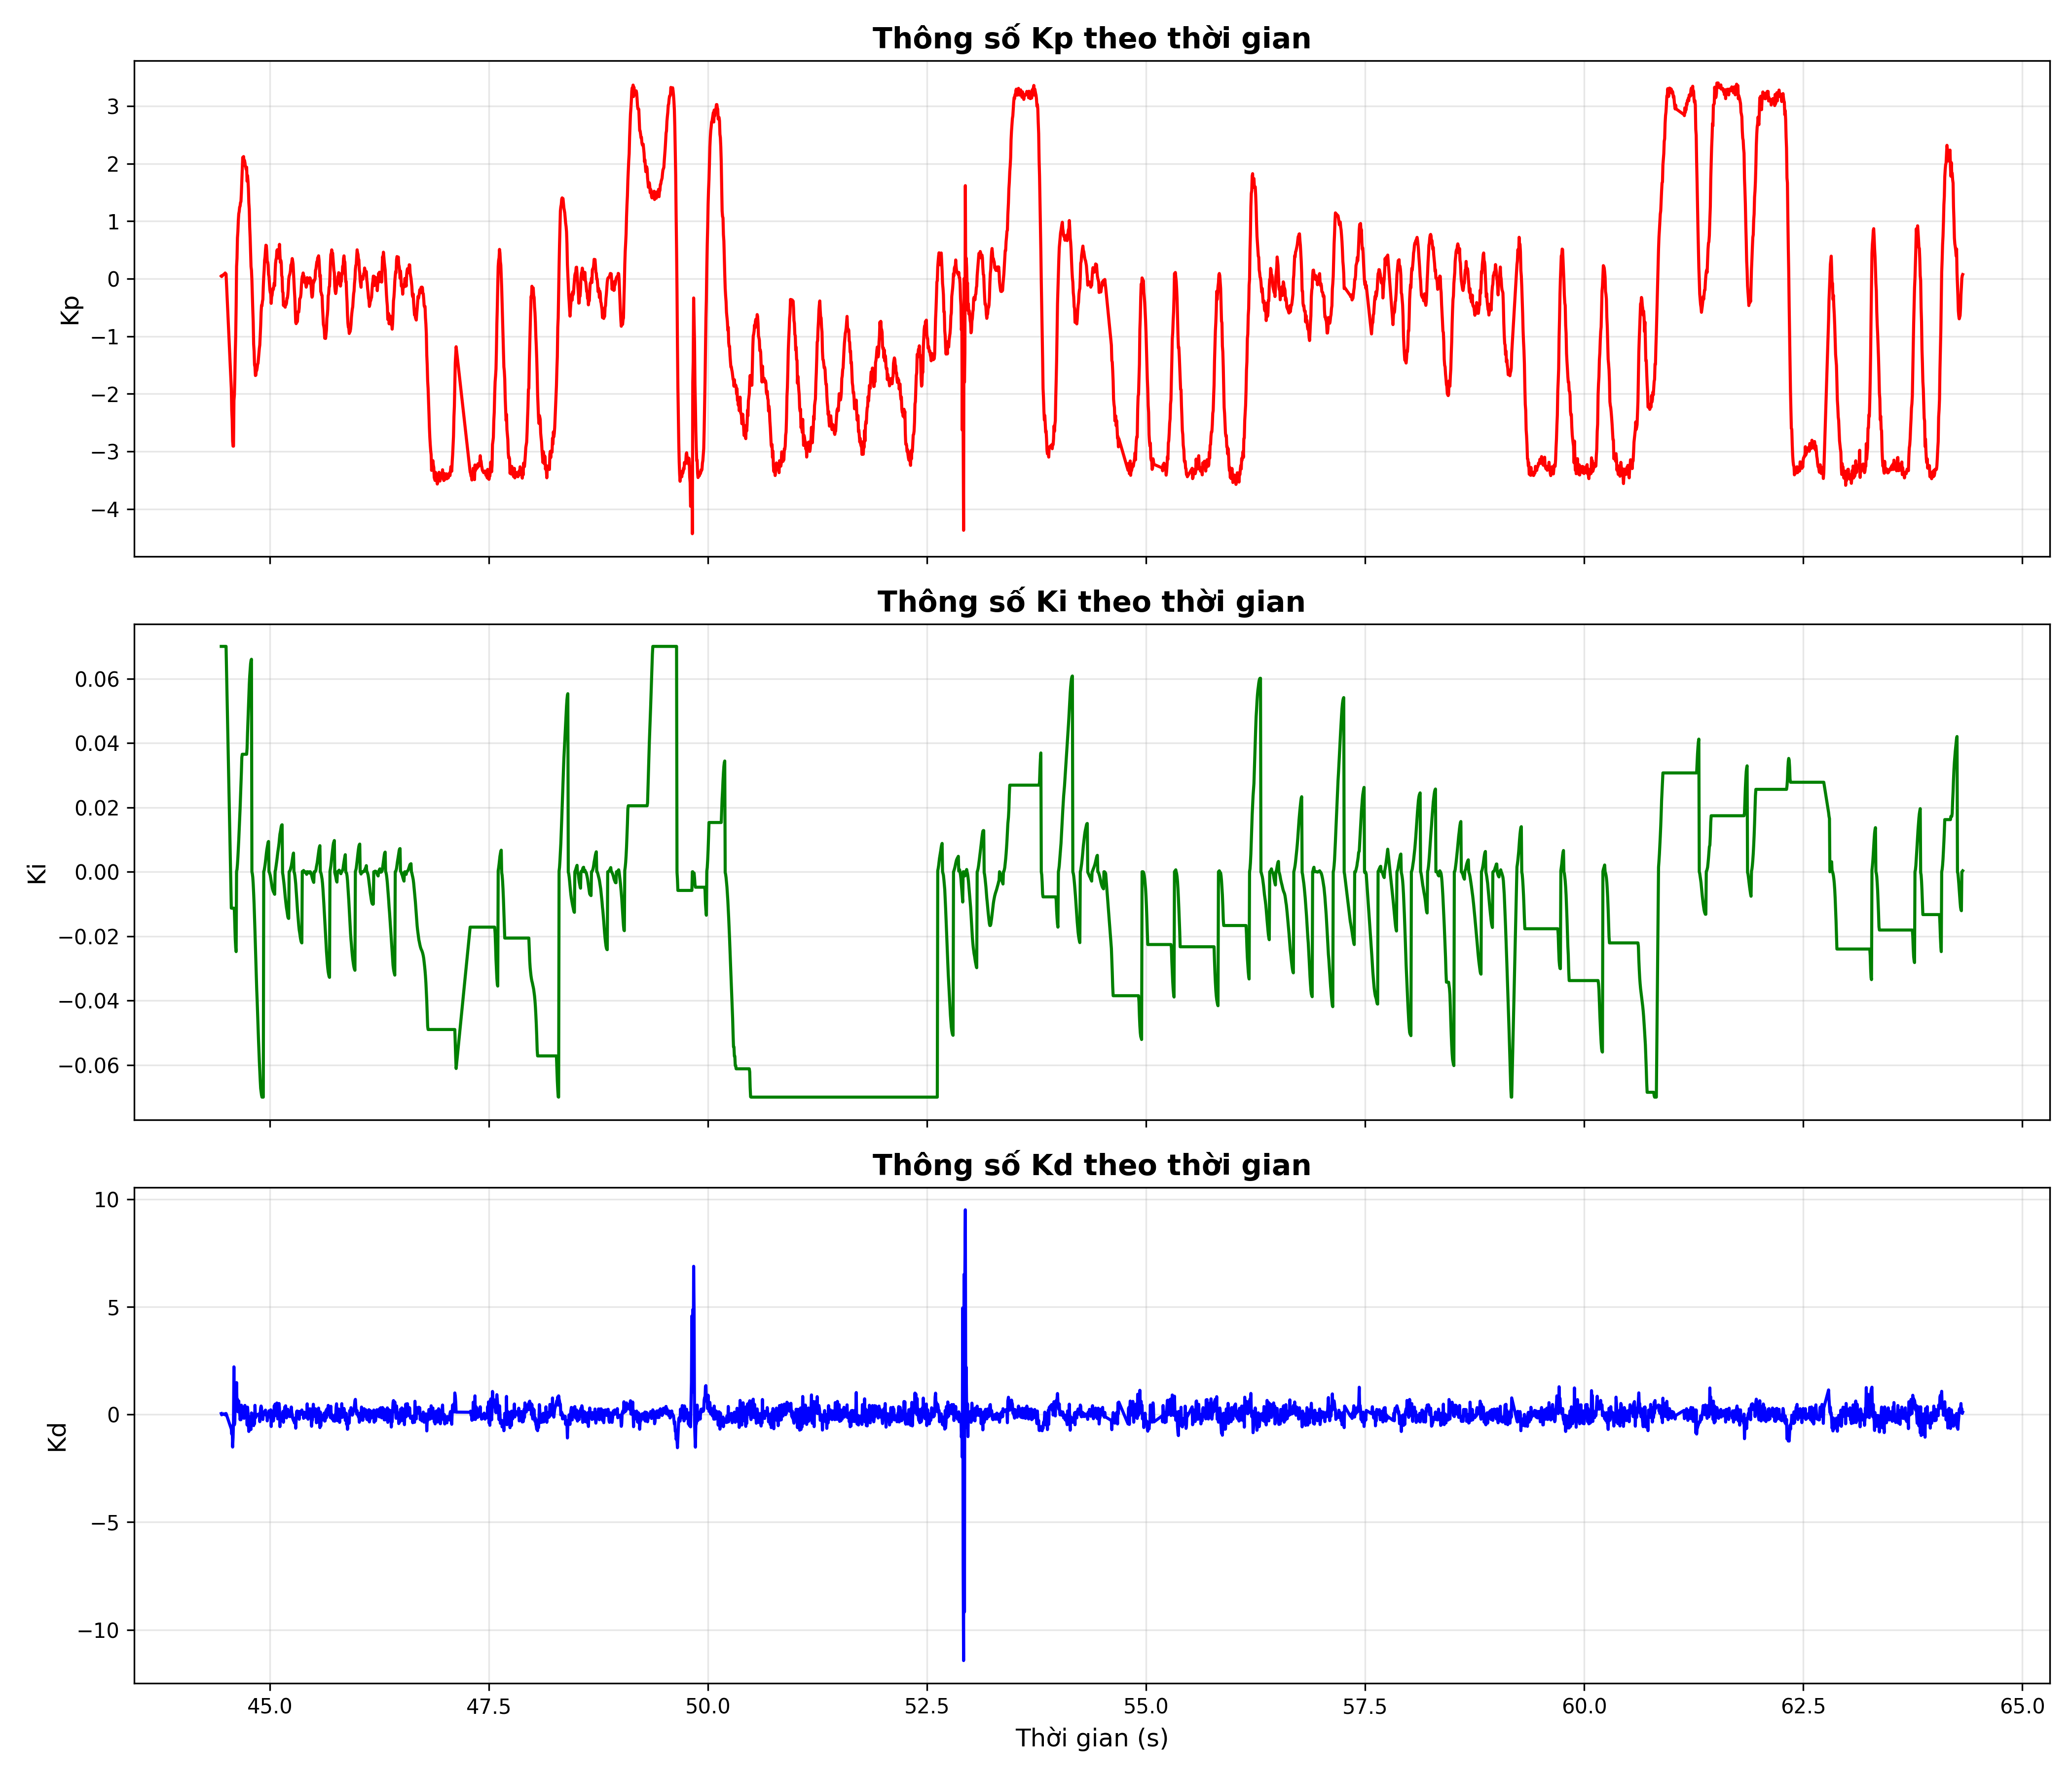 Thông số Kp theo thời gian
3
2
1
0
−1
−2
−3
−4
Kp
Thông số Ki theo thời gian
0.06
0.04
0.02
0.00
−0.02
−0.04
−0.06
Ki
Thông số Kd theo thời gian
10
5
0
−5
−10
Kd
45.0 47.5 50.0 52.5 55.0 57.5 60.0 62.5 65.0
Thời gian (s)